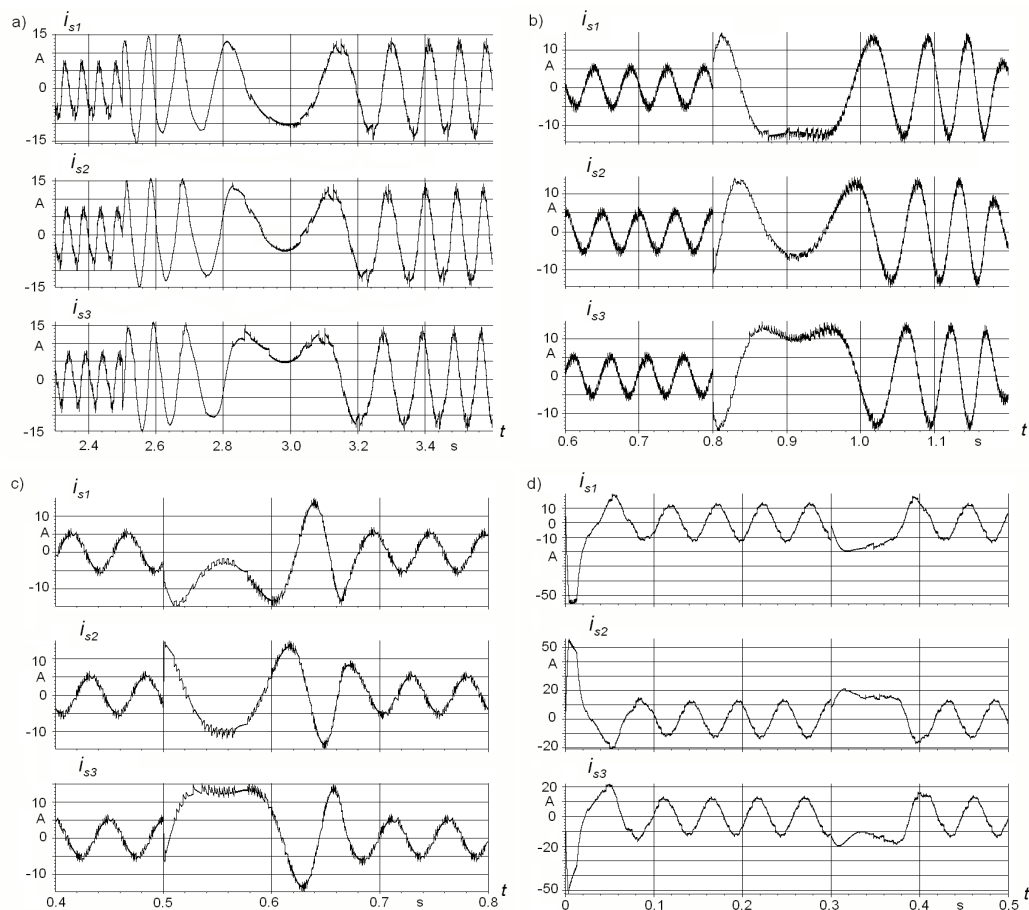 a)
i_s1
15
A
0
-15
i_s2
15
A
0
-15
i_s3
15
A
0
-15
2.4 2.6 2.8 3.0 3.2 3.4 s t
b)
i_s1
10
A
0
-10
i_s2
10
A
0
-10
i_s3
10
A
0
-10
0.6 0.7 0.8 0.9 1.0 1.1 s t
c)
i_s1
10
A
0
-10
i_s2
10
A
0
-10
i_s3
10
A
0
-10
0.4 0.5 0.6 s 0.7 0.8 t
d)
i_s1
10
0
-10
A
-50
i_s2
50
A
20
0
-20
i_s3
20
A
0
-20
-50
0 0.1 0.2 0.3 0.4 s 0.5 t